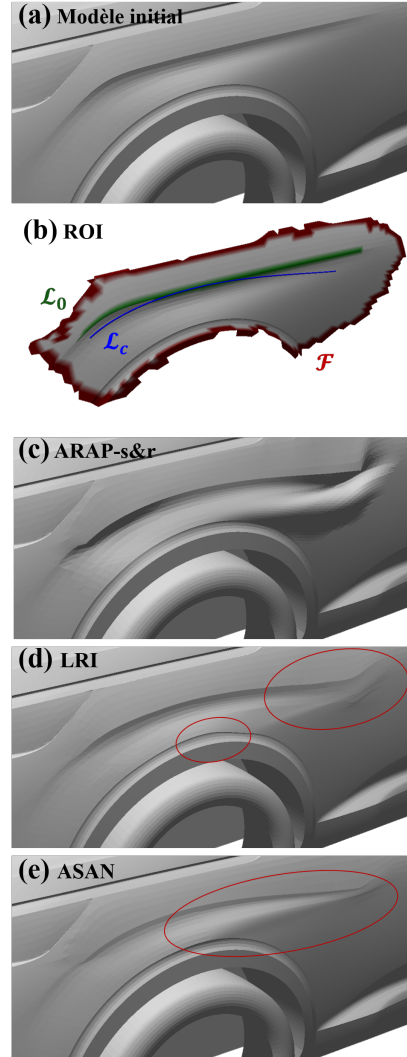 (a) Modèle initial
(b) ROI
ℒ₀
ℒc
ℱ
(c) ARAP-s&r
(d) LRI
(e) ASAN